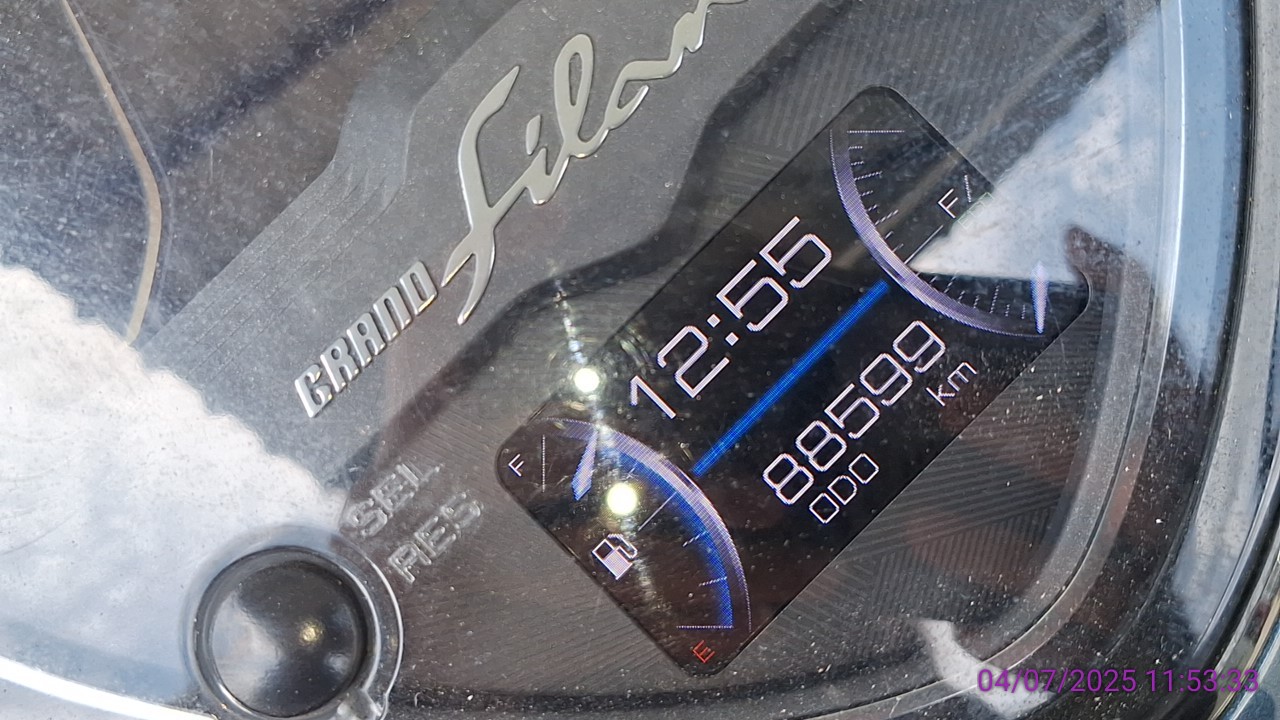 GRAND
Filano
12:55
88599
km
ODO
F
F
E
SEL
RES
04/07/2025 11:53:33